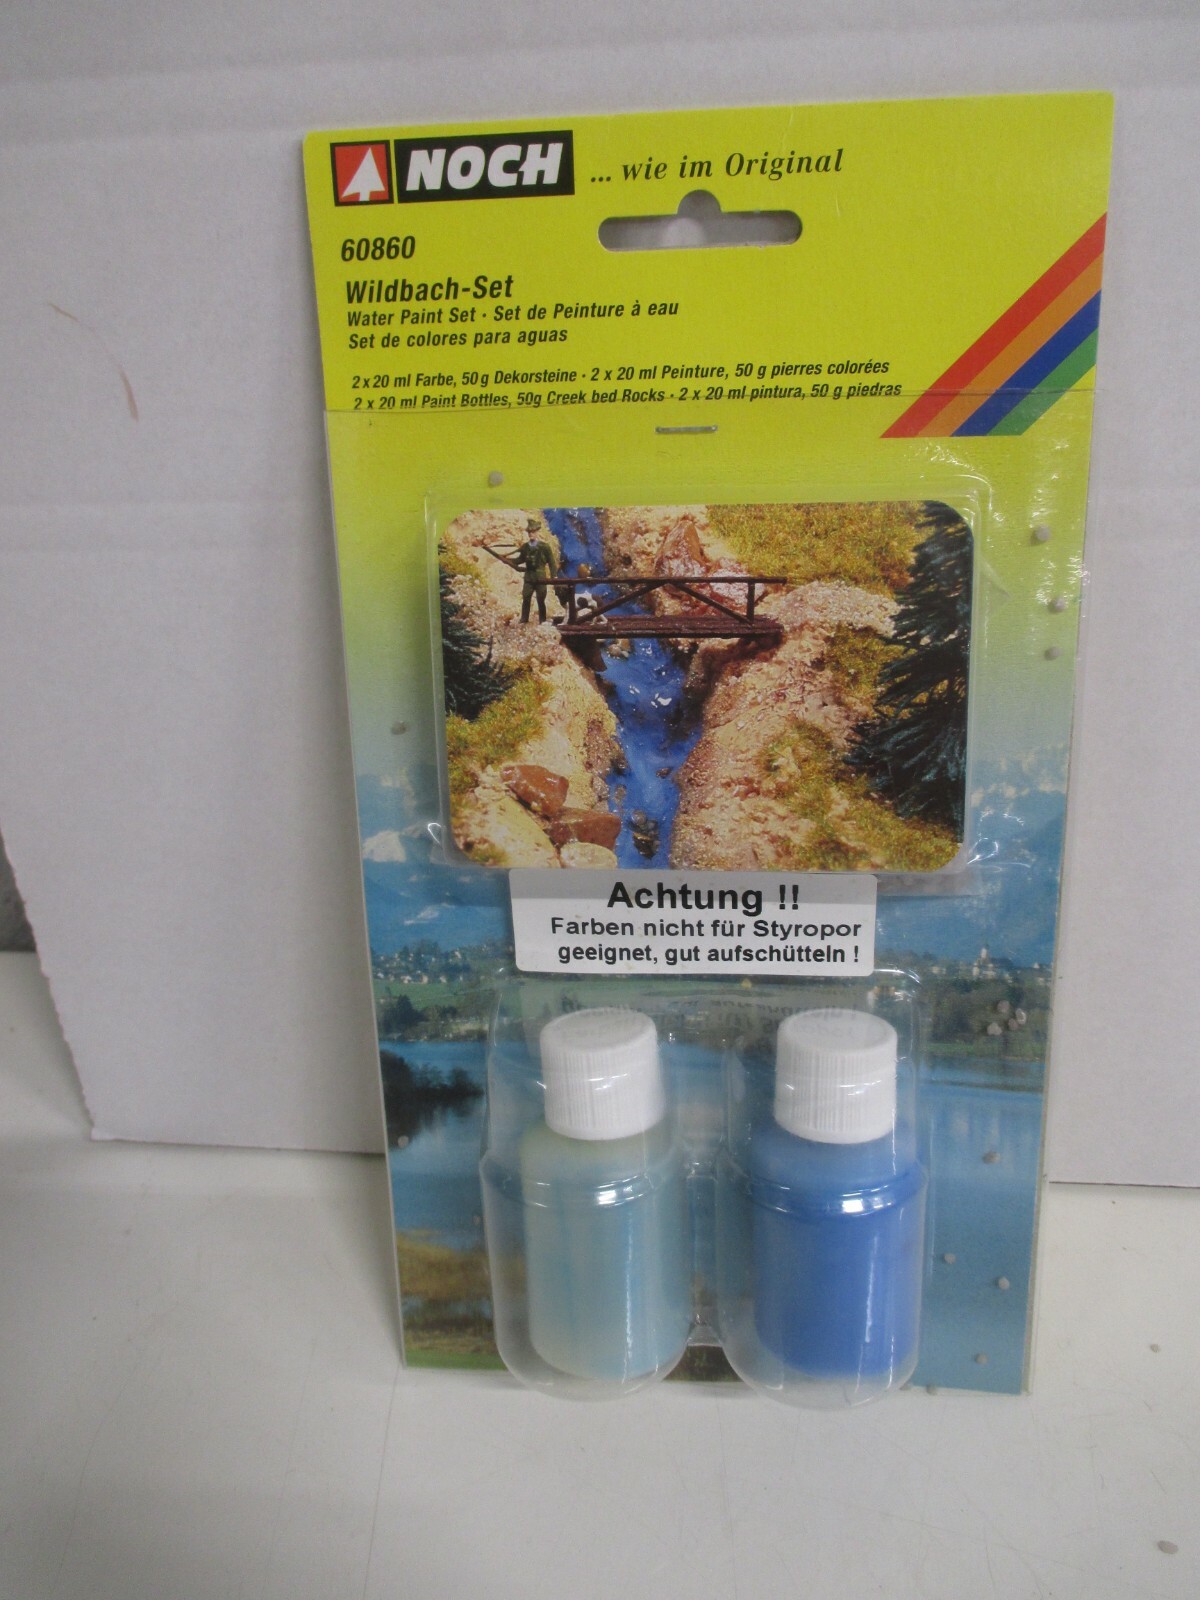 NOCH ... wie im Original
60860
Wildbach-Set
Water Paint Set · Set de Peinture à eau
Set de colores para aguas
2 x 20 ml Farbe, 50 g Dekorsteine · 2 x 20 ml Peinture, 50 g pierres colorées
2 x 20 ml Paint Bottles, 50g Creek bed Rocks · 2 x 20 ml pintura, 50 g piedras
Achtung !!
Farben nicht für Styropor
geeignet, gut aufschütteln !